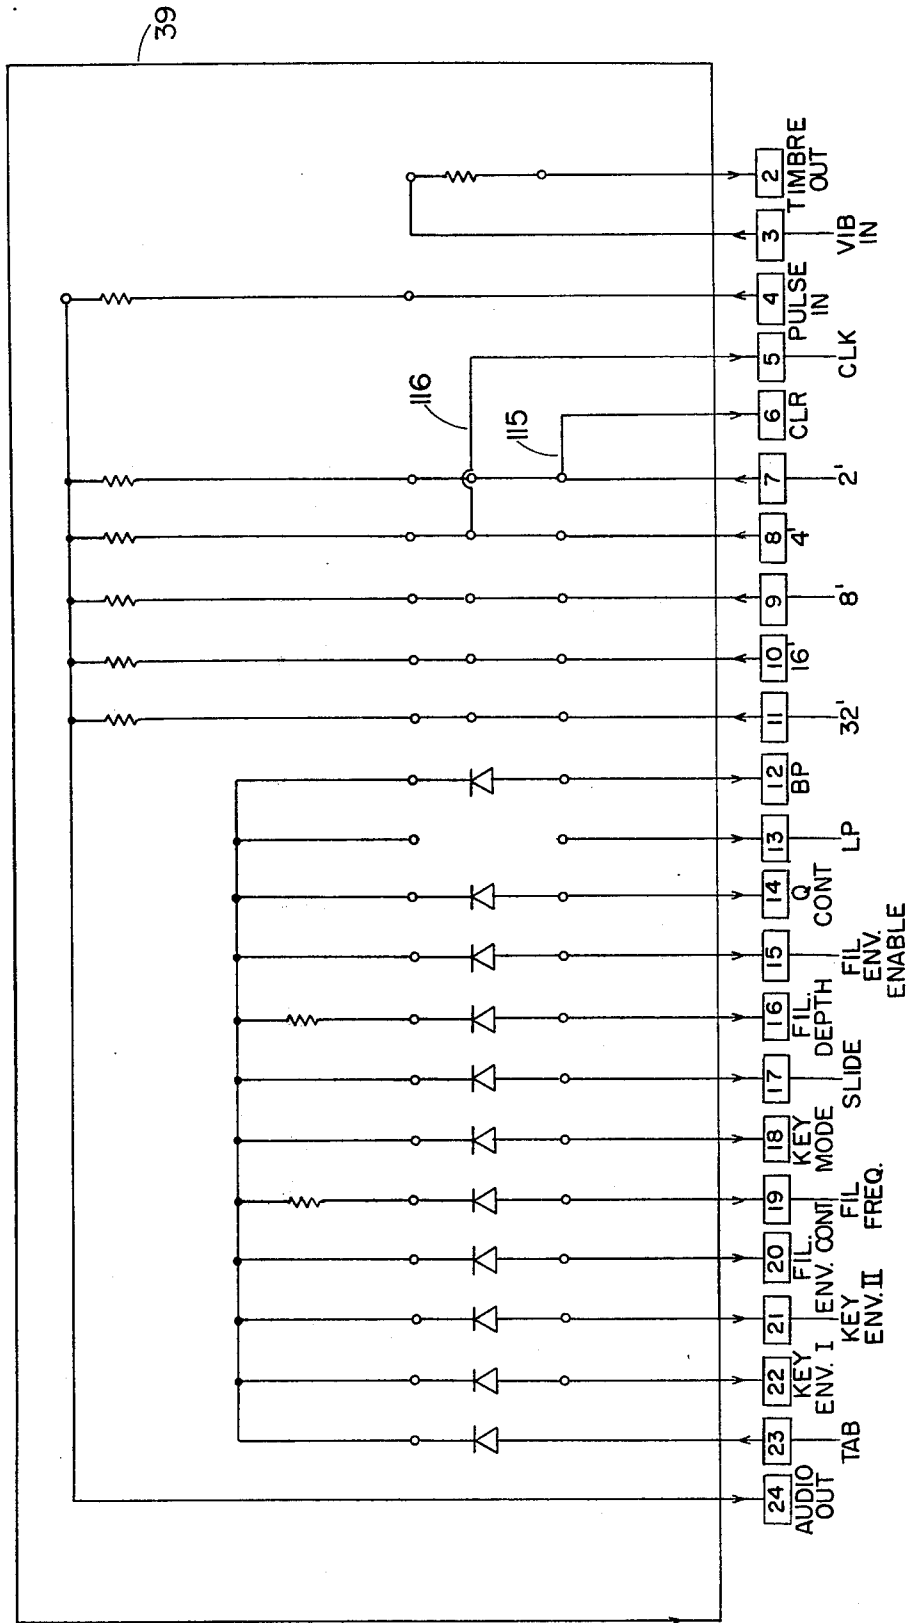 39
116
115
2
TIMBRE
OUT
3
VIB
IN
4
PULSE
IN
5
CLK
6
CLR
7
2'
8
4'
9
8'
10
16'
11
32'
12
BP
13
LP
14
Q
CONT
15
FIL
ENV.
ENABLE
16
FIL.
DEPTH
17
SLIDE
18
KEY
MODE
19
FIL
FREQ.
20
FIL.
ENV. CONT
21
KEY
ENV. II
22
KEY
ENV. I
23
TAB
24
AUDIO
OUT